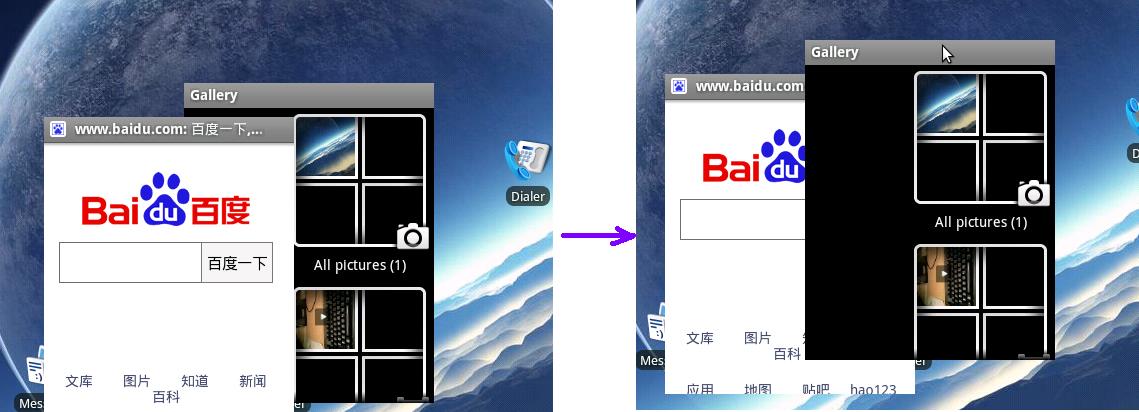 Gallery
www.baidu.com: 百度一下,...
Bai du 百度
百度一下
All pictures (1)
Dialer
文库 图片 知道 新闻
百科
Mes
er
Gallery
www.baidu.com
Bai du
All pictures (1)
D
文库 图片
百科
Mes
er
应用 地图 贴吧 hao123